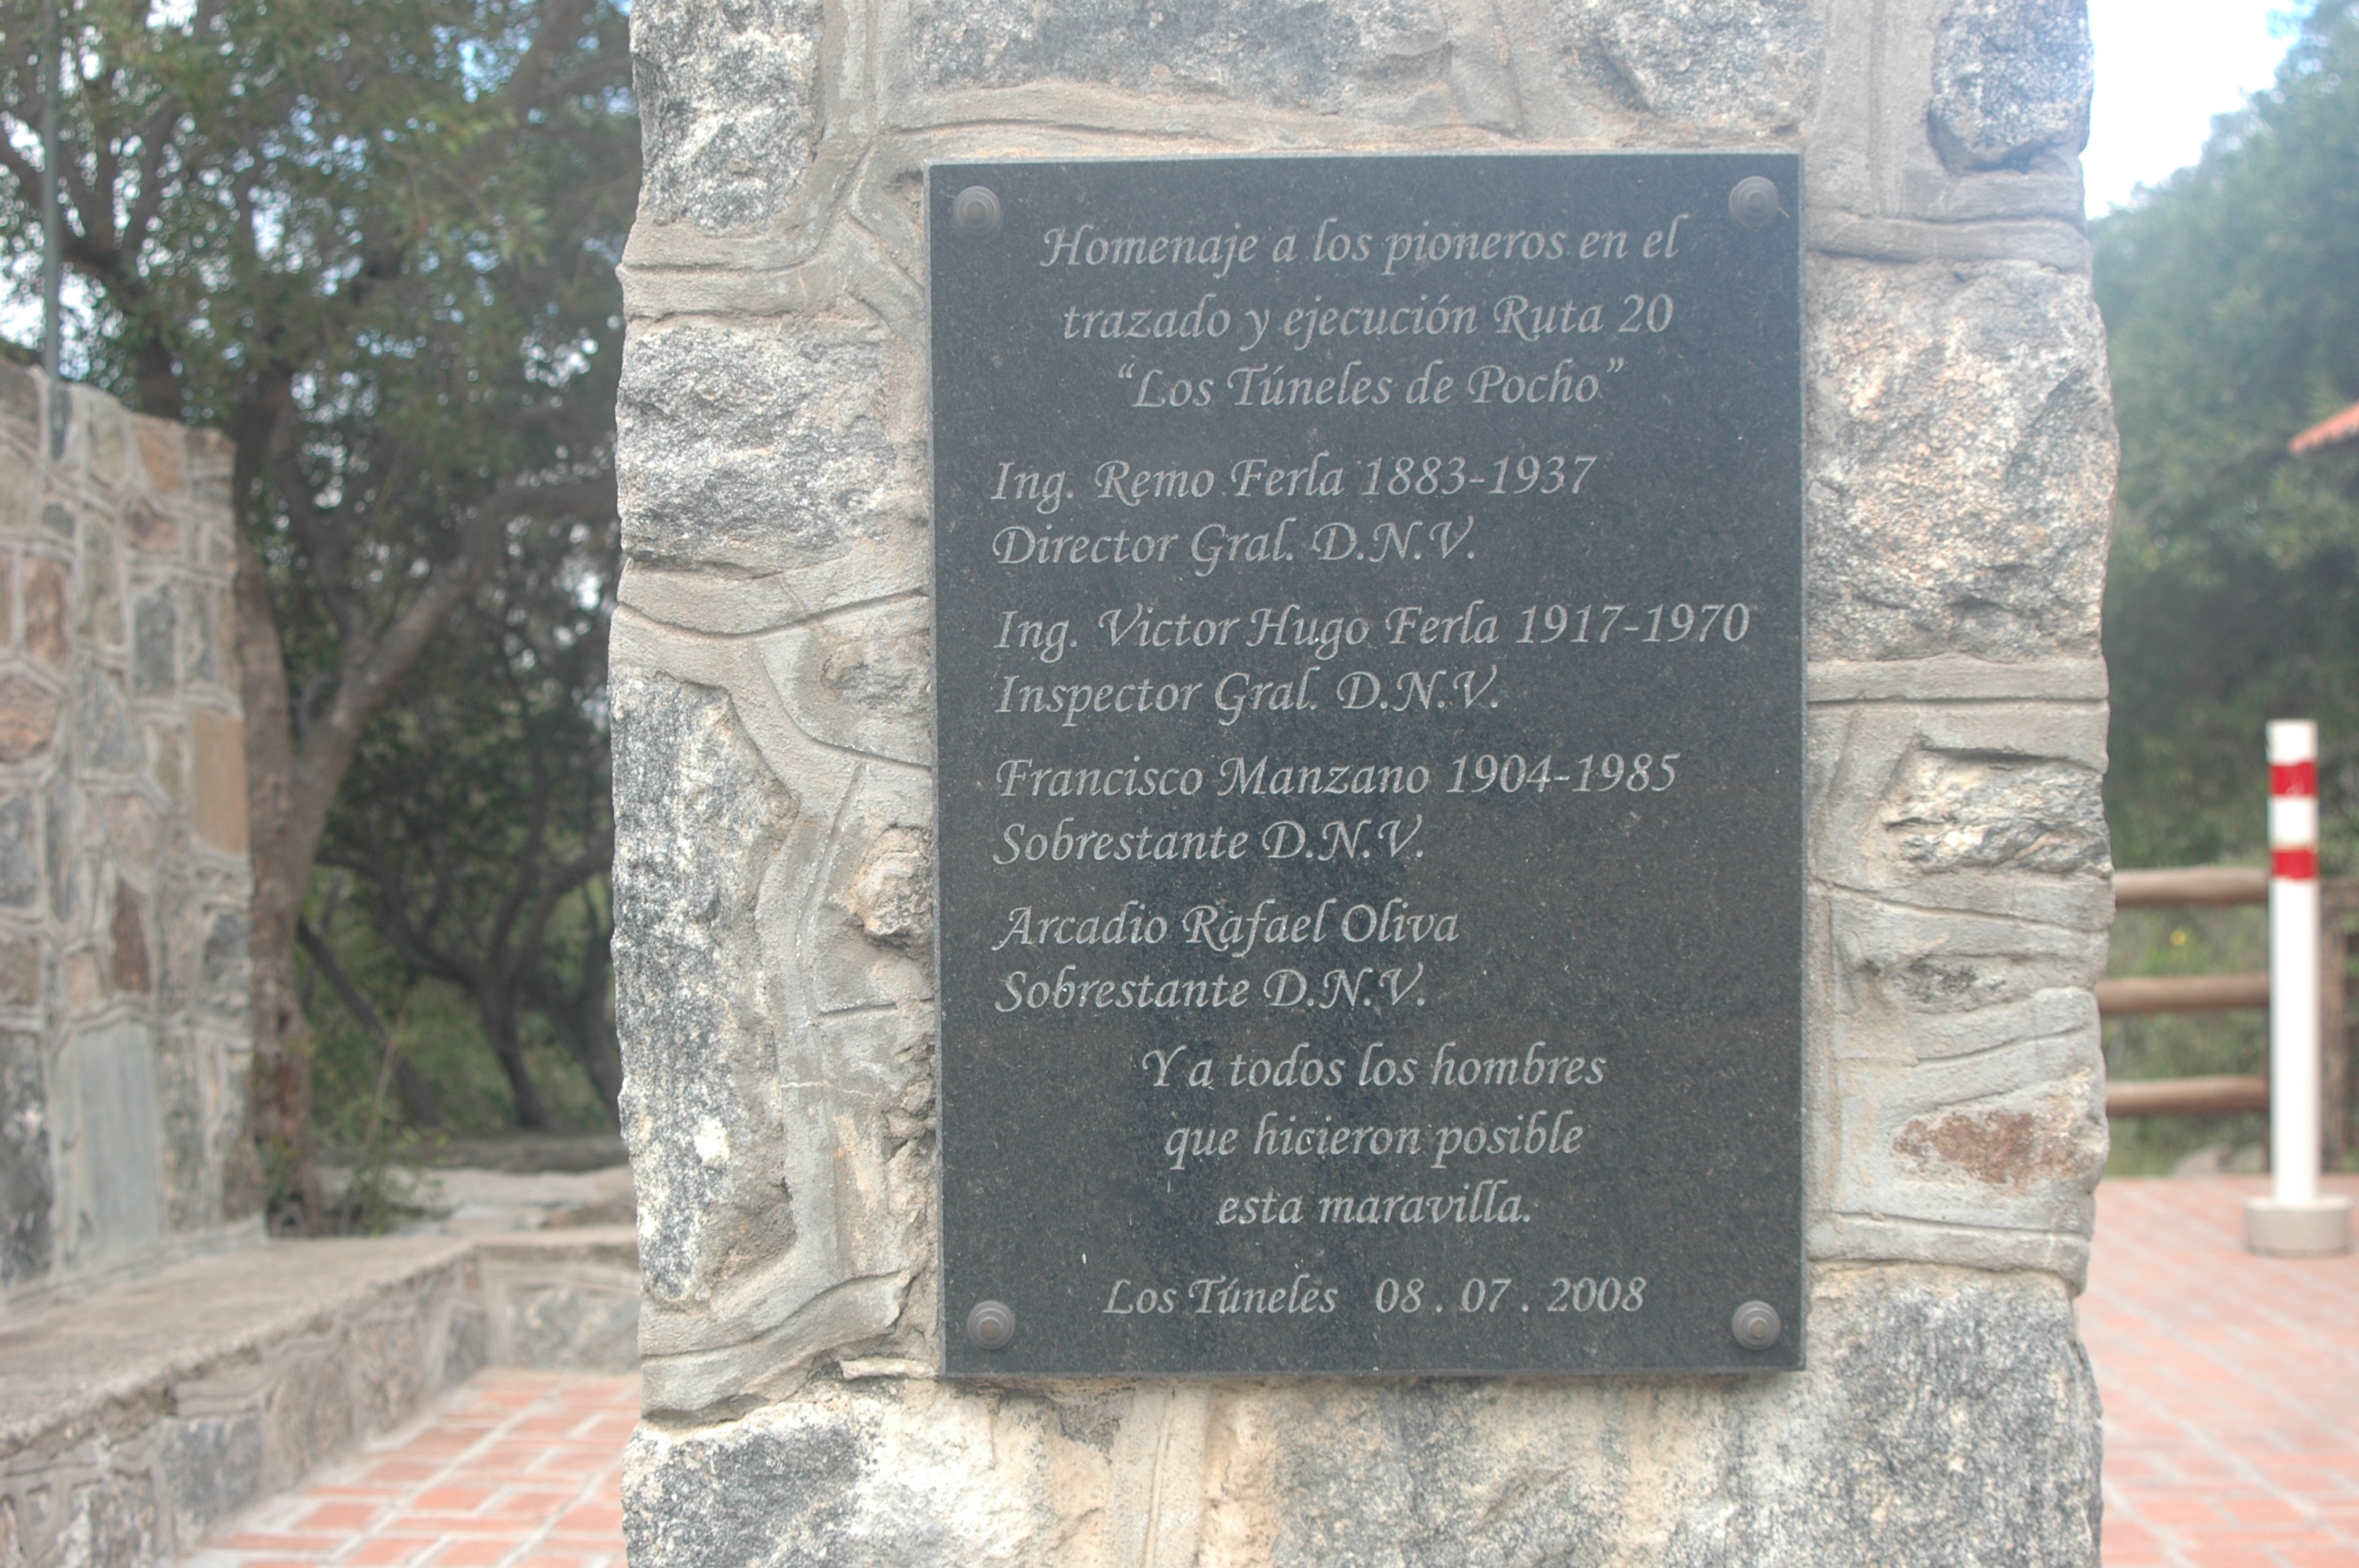 Homenaje a los pioneros en el
trazado y ejecución Ruta 20
“Los Túneles de Pocho”
Ing. Remo Ferla 1883-1937
Director Gral. D.N.V.
Ing. Victor Hugo Ferla 1917-1970
Inspector Gral. D.N.V.
Francisco Manzano 1904-1985
Sobrestante D.N.V.
Arcadio Rafael Oliva
Sobrestante D.N.V.
Y a todos los hombres
que hicieron posible
esta maravilla.
Los Túneles 08 . 07 . 2008